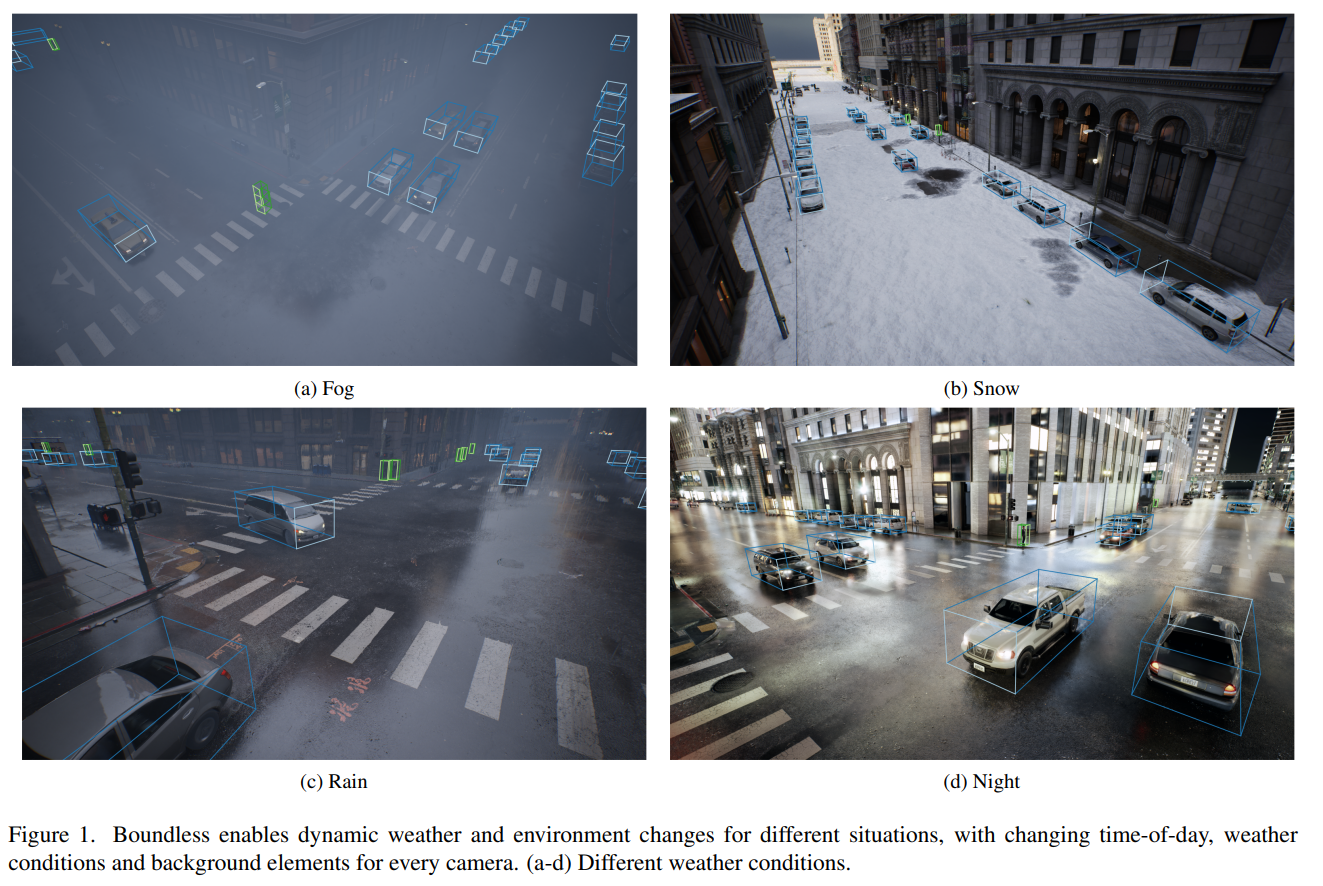 (a) Fog
(b) Snow
(c) Rain
(d) Night
Figure 1. Boundless enables dynamic weather and environment changes for different situations, with changing time-of-day, weather
conditions and background elements for every camera. (a-d) Different weather conditions.